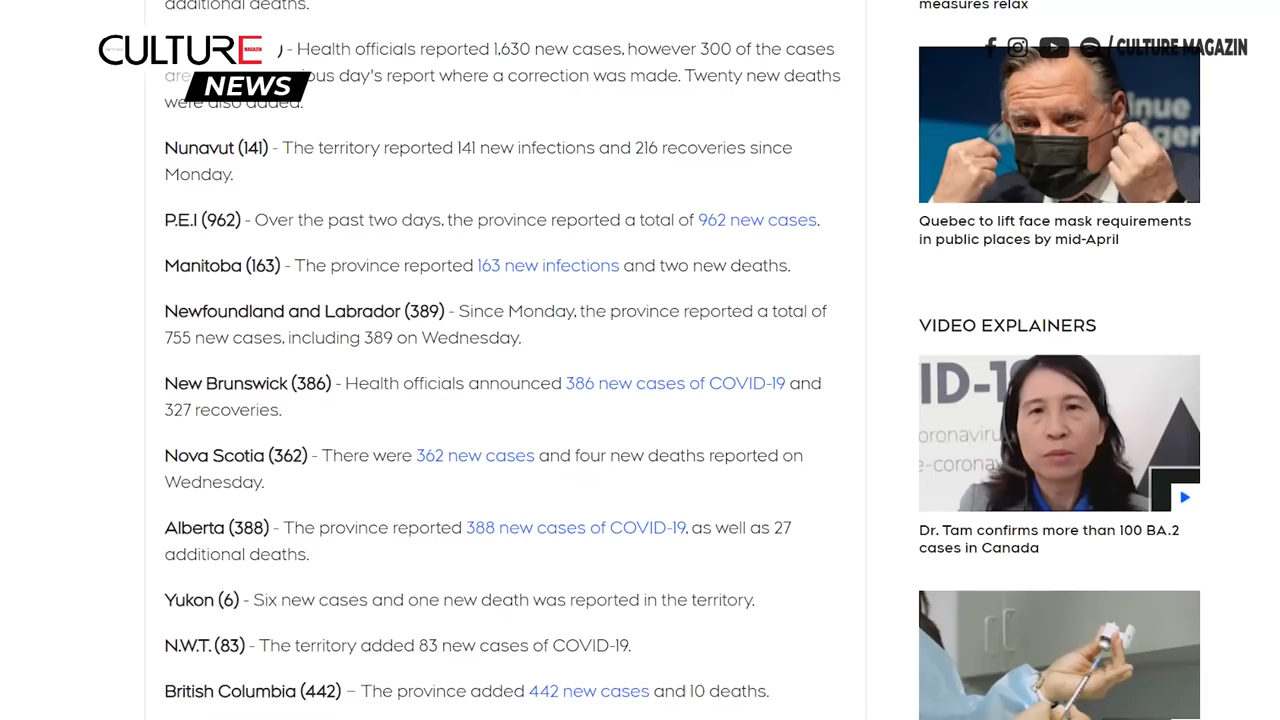 additional deaths.
CULTURE
MAGAZIN
NEWS
) - Health officials reported 1,630 new cases, however 300 of the cases
are ious day's report where a correction was made. Twenty new deaths
were also added.
Nunavut (141) - The territory reported 141 new infections and 216 recoveries since
Monday.
P.E.I (962) - Over the past two days, the province reported a total of 962 new cases.
Manitoba (163) - The province reported 163 new infections and two new deaths.
Newfoundland and Labrador (389) - Since Monday, the province reported a total of
755 new cases, including 389 on Wednesday.
New Brunswick (386) - Health officials announced 386 new cases of COVID-19 and
327 recoveries.
Nova Scotia (362) - There were 362 new cases and four new deaths reported on
Wednesday.
Alberta (388) - The province reported 388 new cases of COVID-19, as well as 27
additional deaths.
Yukon (6) - Six new cases and one new death was reported in the territory.
N.W.T. (83) - The territory added 83 new cases of COVID-19.
British Columbia (442) – The province added 442 new cases and 10 deaths.
measures relax
/ CULTURE MAGAZIN
Quebec to lift face mask requirements
in public places by mid-April
VIDEO EXPLAINERS
ID-1
oronaviru
e-corona
Dr. Tam confirms more than 100 BA.2
cases in Canada